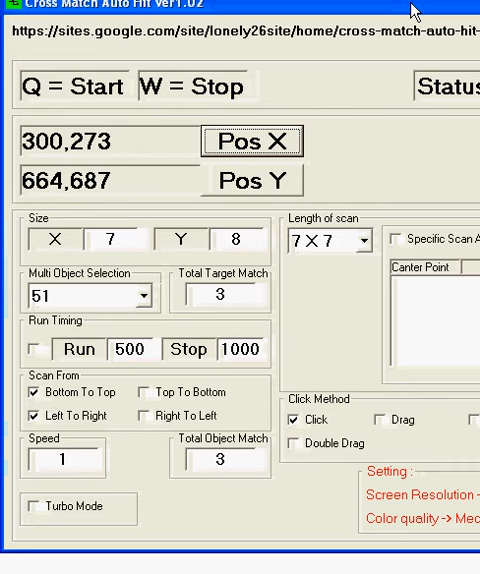 Cross Match Auto Hit Ver1.02
https://sites.google.com/site/lonely26site/home/cross-match-auto-hit-
Q = Start W = Stop Status
300,273 Pos X
664,687 Pos Y
Size Length of scan
X 7 Y 8 7 X 7 Specific Scan A
Multi Object Selection Total Target Match Canter Point
51 3
Run Timing
Run 500 Stop 1000
Scan From
Bottom To Top Top To Bottom Click Method
Left To Right Right To Left Click Drag
Speed Total Object Match Double Drag
1 3 Setting :
Screen Resolution -
Turbo Mode Color quality -> Med